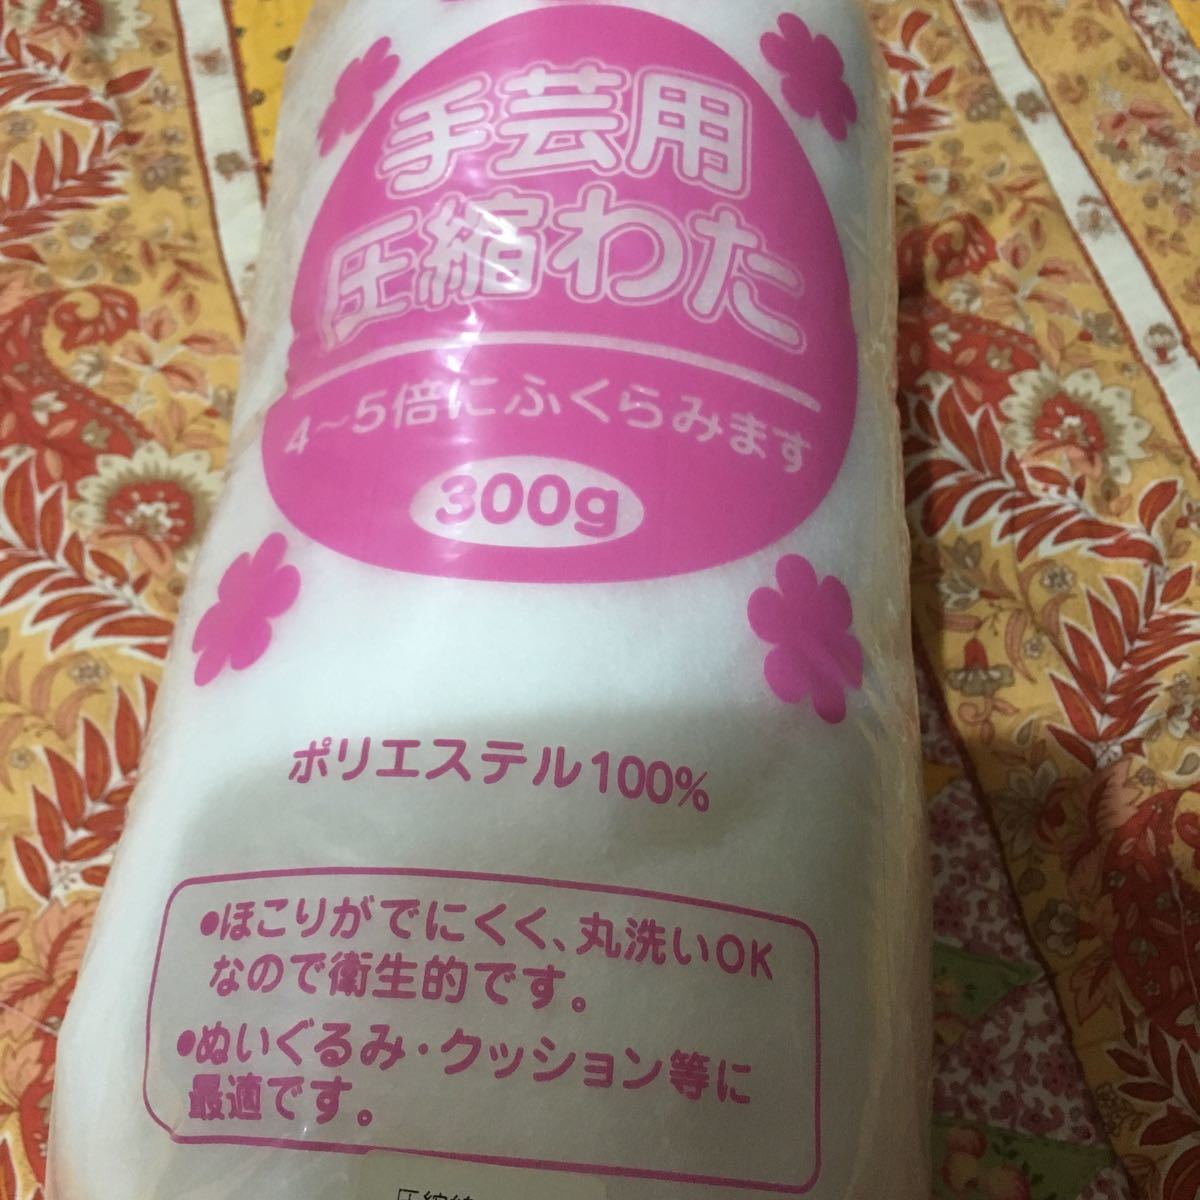 手芸用
圧縮わた
4～5倍にふくらみます
300g
ポリエステル100%
•ほこりがでにくく、丸洗いOK
なので衛生的です。
•ぬいぐるみ・クッション等に
最適です。